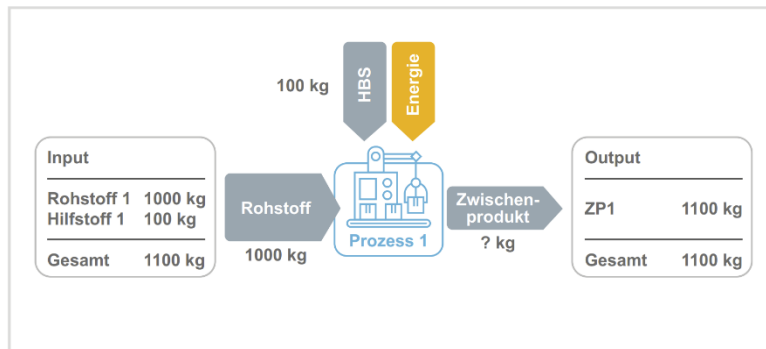 100 kg
HBS
Energie
Input
Rohstoff 1 1000 kg
Hilfstoff 1 100 kg
Gesamt 1100 kg
Rohstoff
1000 kg
Prozess 1
Zwischen-
produkt
? kg
Output
ZP1 1100 kg
Gesamt 1100 kg